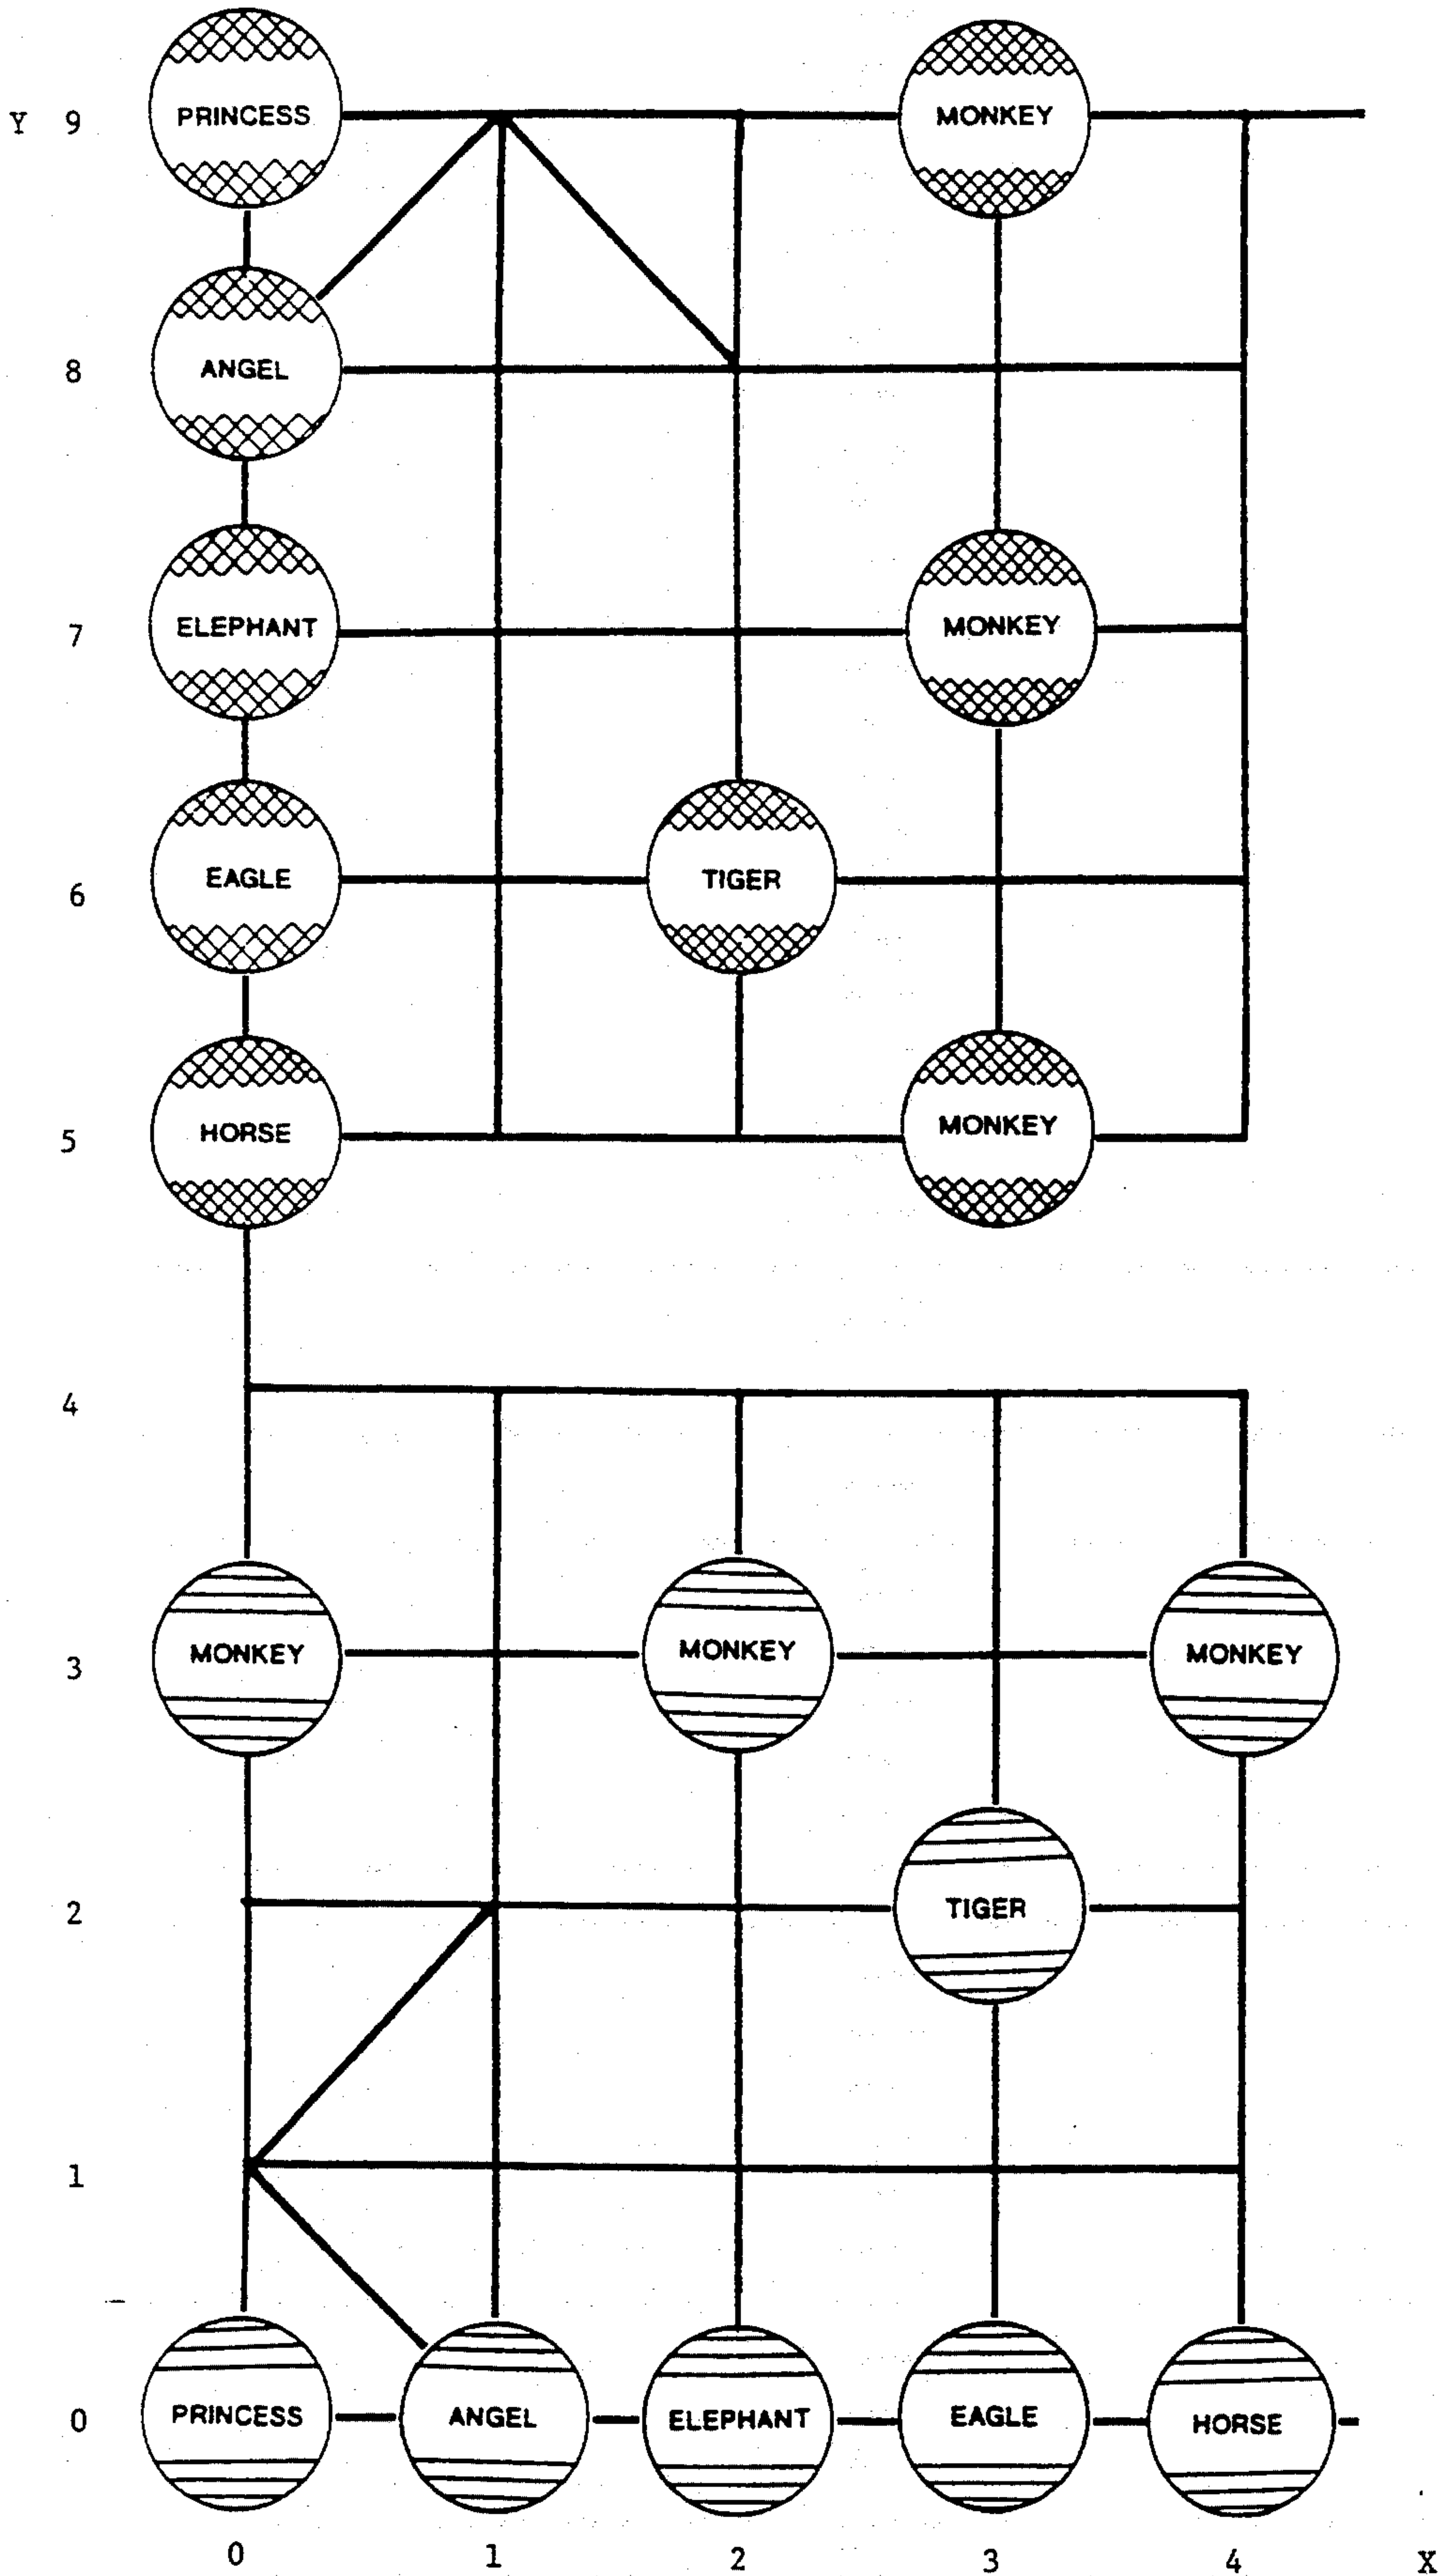 Y 9 PRINCESS MONKEY
8 ANGEL
7 ELEPHANT MONKEY
6 EAGLE TIGER
5 HORSE MONKEY
4
3 MONKEY MONKEY MONKEY
2 TIGER
1
0 PRINCESS ANGEL ELEPHANT EAGLE HORSE
0 1 2 3 4 X